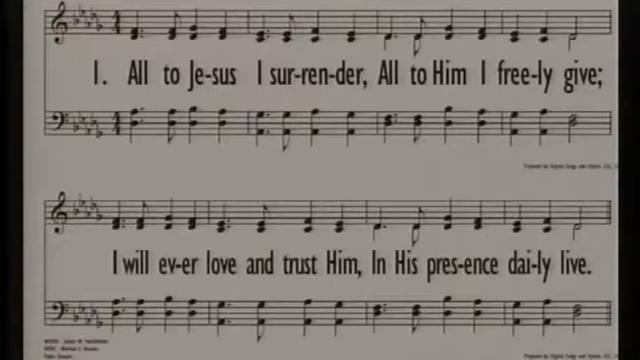 1. All to Je-sus I sur-ren-der, All to Him I free-ly give;
I will ev-er love and trust Him, In His pres-ence dai-ly live.